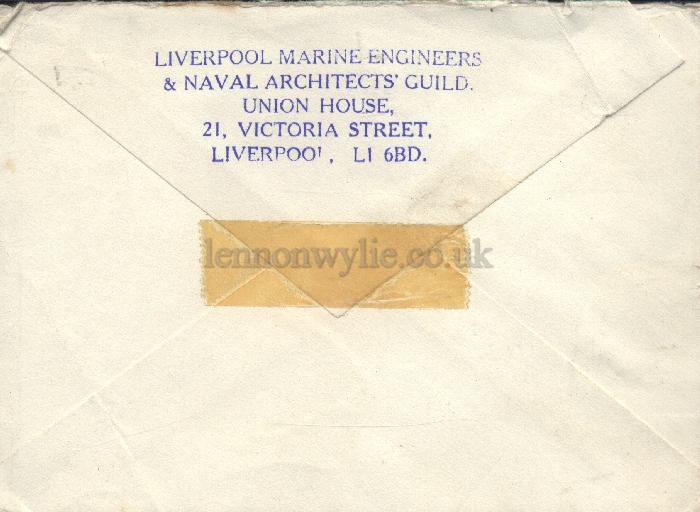 LIVERPOOL MARINE ENGINEERS
& NAVAL ARCHITECTS' GUILD.
UNION HOUSE,
21, VICTORIA STREET,
LIVERPOOL, L1 6BD.
lennonwylie.co.uk